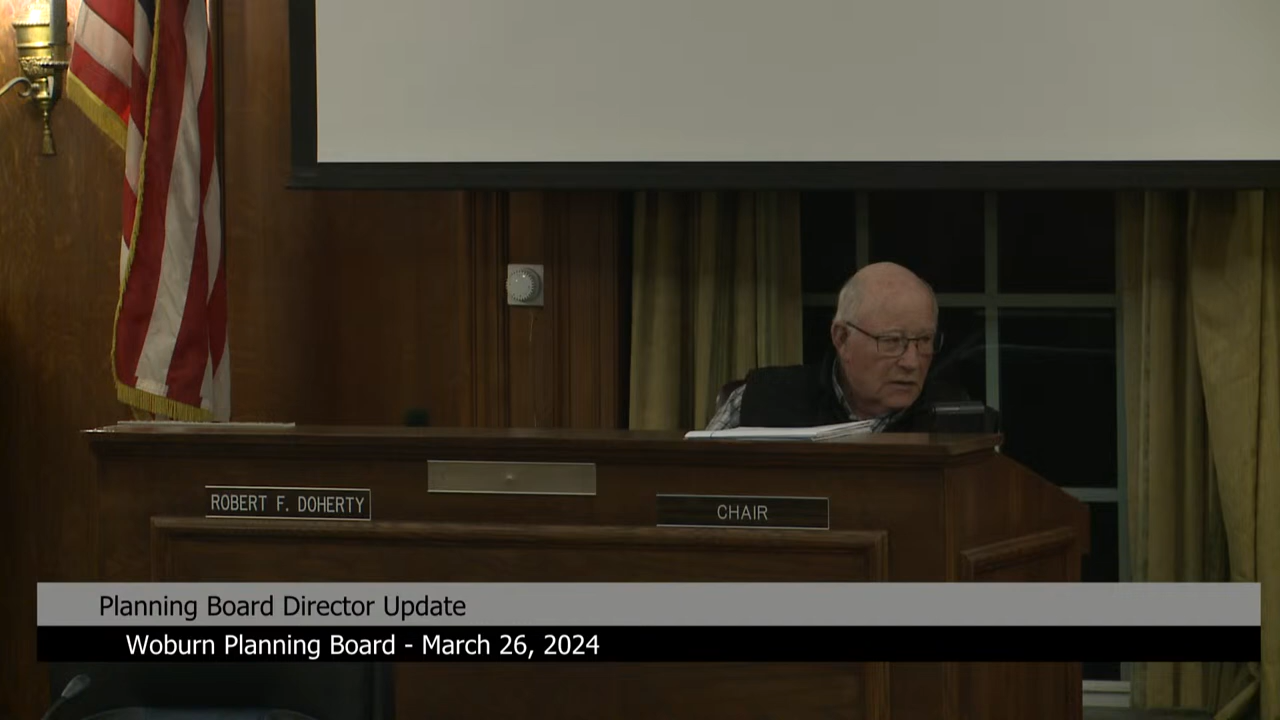 ROBERT F. DOHERTY
CHAIR
Planning Board Director Update
Woburn Planning Board - March 26, 2024